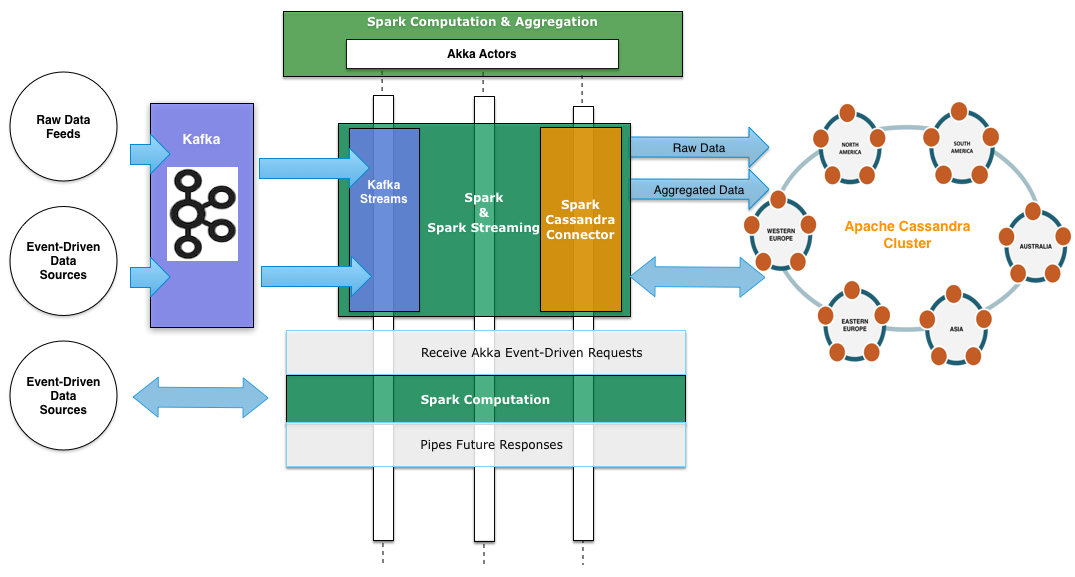 Spark Computation & Aggregation
Akka Actors
Raw Data
Feeds
Event-Driven
Data
Sources
Event-Driven
Data
Sources
Kafka
Kafka
Streams
Spark
&
Spark Streaming
Spark
Cassandra
Connector
Raw Data
Aggregated Data
Receive Akka Event-Driven Requests
Spark Computation
Pipes Future Responses
Apache Cassandra
Cluster
NORTH
AMERICA
SOUTH
AMERICA
WESTERN
EUROPE
AUSTRALIA
EASTERN
EUROPE
ASIA